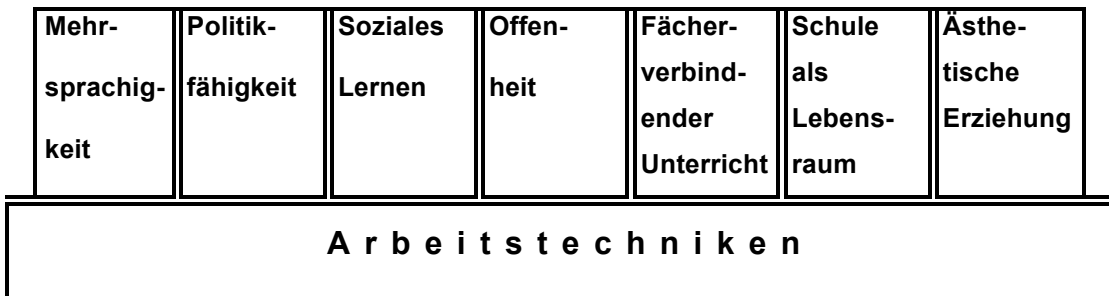 Mehr-
sprachig-
keit
Politik-
fähigkeit
Soziales
Lernen
Offen-
heit
Fächer-
verbind-
ender
Unterricht
Schule
als
Lebens-
raum
Ästhe-
tische
Erziehung
Arbeitstechniken